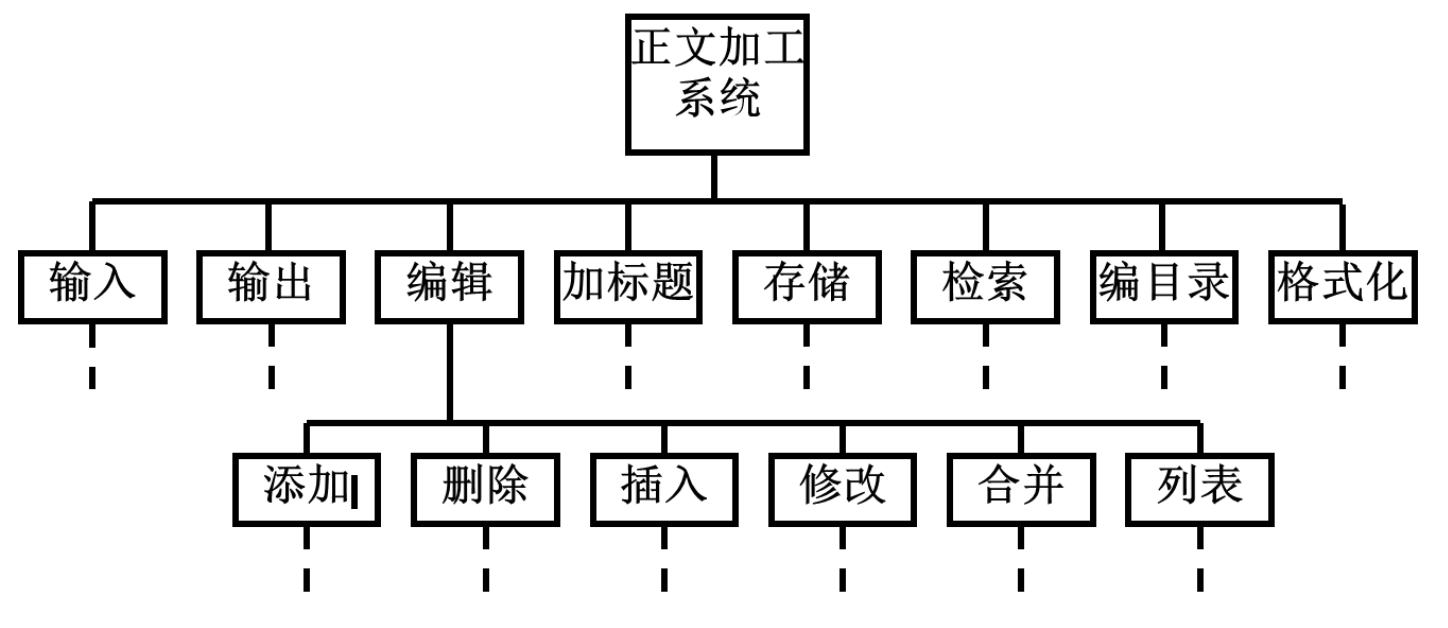 正文加工
系统
输入
输出
编辑
加标题
存储
检索
编目录
格式化
添加
删除
插入
修改
合并
列表